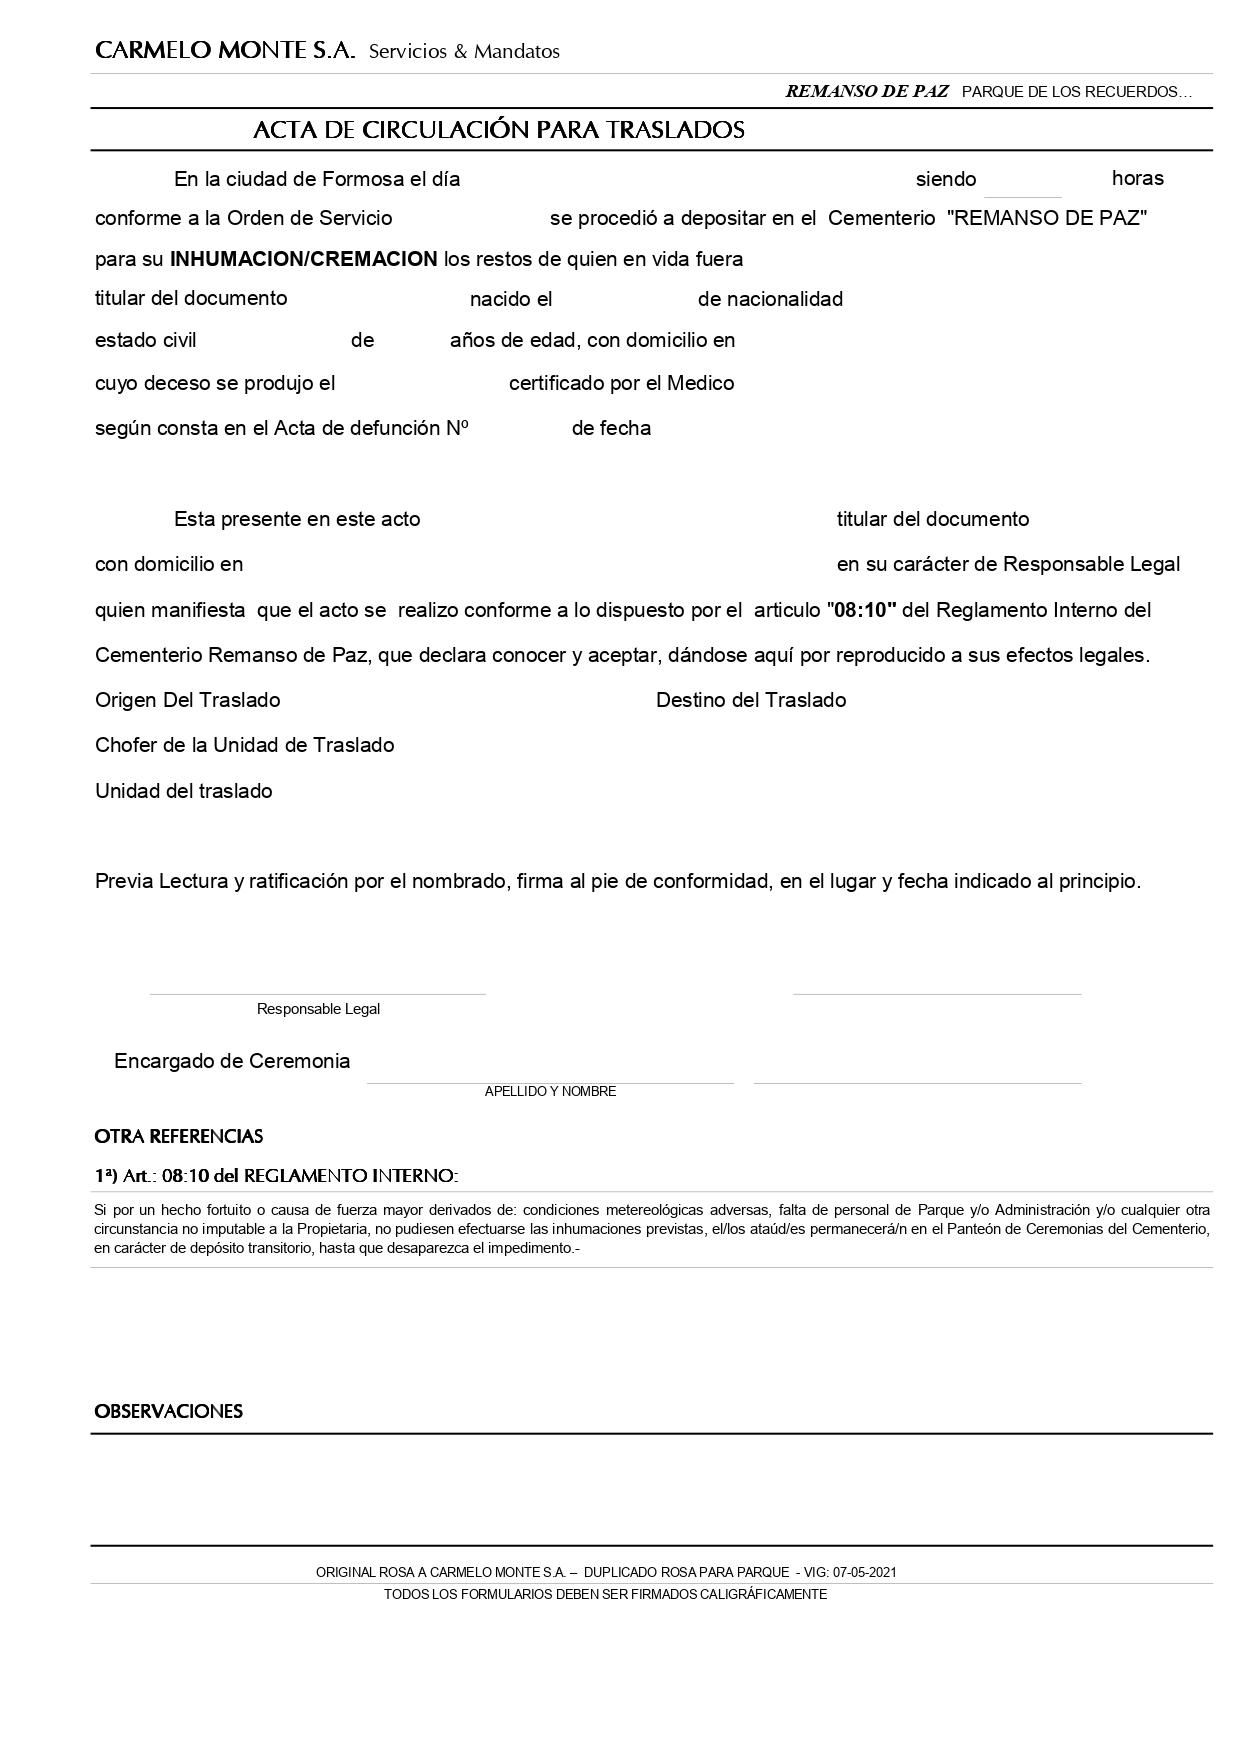 CARMELO MONTE S.A. Servicios & Mandatos
REMANSO DE PAZ PARQUE DE LOS RECUERDOS…
ACTA DE CIRCULACIÓN PARA TRASLADOS
En la ciudad de Formosa el día siendo horas
conforme a la Orden de Servicio se procedió a depositar en el Cementerio "REMANSO DE PAZ"
para su INHUMACION/CREMACION los restos de quien en vida fuera
titular del documento nacido el de nacionalidad
estado civil de años de edad, con domicilio en
cuyo deceso se produjo el certificado por el Medico
según consta en el Acta de defunción Nº de fecha
Esta presente en este acto titular del documento
con domicilio en en su carácter de Responsable Legal
quien manifiesta que el acto se realizo conforme a lo dispuesto por el articulo "08:10" del Reglamento Interno del
Cementerio Remanso de Paz, que declara conocer y aceptar, dándose aquí por reproducido a sus efectos legales.
Origen Del Traslado Destino del Traslado
Chofer de la Unidad de Traslado
Unidad del traslado
Previa Lectura y ratificación por el nombrado, firma al pie de conformidad, en el lugar y fecha indicado al principio.
Responsable Legal
Encargado de Ceremonia
APELLIDO Y NOMBRE
OTRA REFERENCIAS
1ª) Art.: 08:10 del REGLAMENTO INTERNO:
Si por un hecho fortuito o causa de fuerza mayor derivados de: condiciones metereológicas adversas, falta de personal de Parque y/o Administración y/o cualquier otra
circunstancia no imputable a la Propietaria, no pudiesen efectuarse las inhumaciones previstas, el/los ataúd/es permanecerá/n en el Panteón de Ceremonias del Cementerio,
en carácter de depósito transitorio, hasta que desaparezca el impedimento.-
OBSERVACIONES
ORIGINAL ROSA A CARMELO MONTE S.A. – DUPLICADO ROSA PARA PARQUE - VIG: 07-05-2021
TODOS LOS FORMULARIOS DEBEN SER FIRMADOS CALIGRÁFICAMENTE